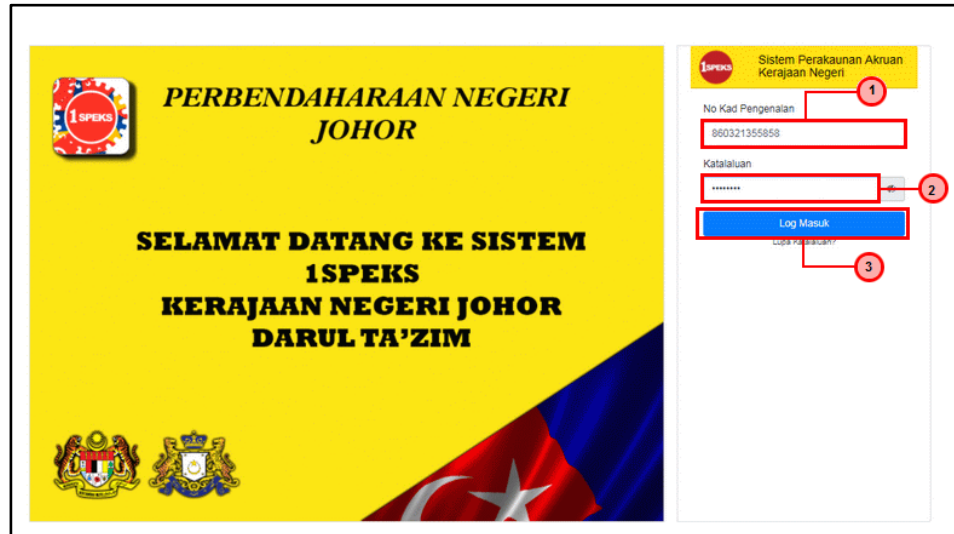 1SPEKS
PERBENDAHARAAN NEGERI
JOHOR
SELAMAT DATANG KE SISTEM
1SPEKS
KERAJAAN NEGERI JOHOR
DARUL TA'ZIM
1SPEKS
Sistem Perakaunan Akruan
Kerajaan Negeri
1
No Kad Pengenalan
860321355858
Katalaluan
········
2
Log Masuk
Lupa Katalaluan?
3